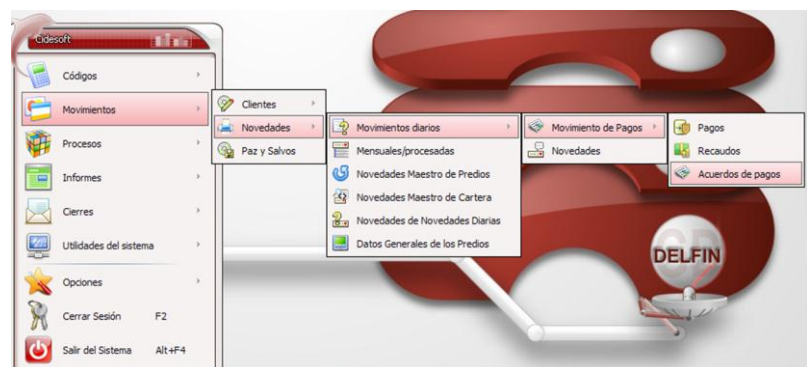 Cidesoft
Códigos
Movimientos
Procesos
Informes
Cierres
Utilidades del sistema
Opciones
Cerrar Sesión F2
Salir del Sistema Alt+F4
Clientes
Novedades
Paz y Salvos
Movimientos diarios
Mensuales/procesadas
Novedades Maestro de Predios
Novedades Maestro de Cartera
Novedades de Novedades Diarias
Datos Generales de los Predios
Movimiento de Pagos
Novedades
Pagos
Recaudos
Acuerdos de pagos
DELFIN